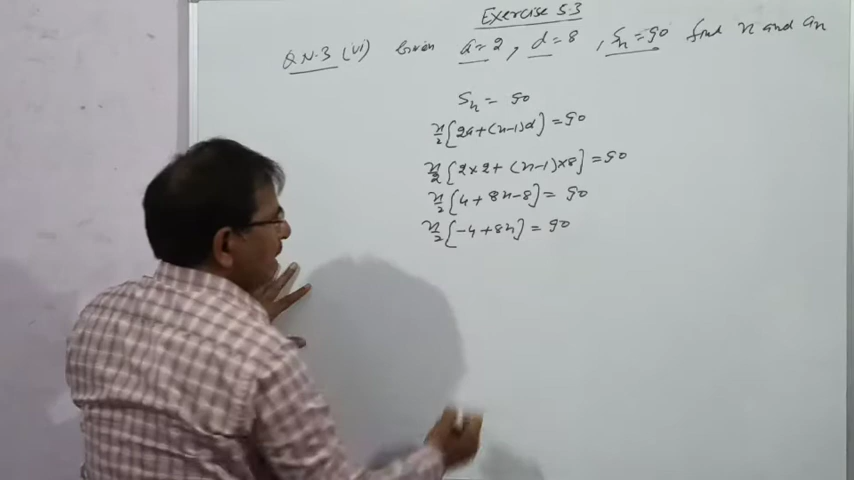 Exercise 5.3
Q.N.3 (vi) Given a = 2, d = 8, Sn = 90 find n and an
Sn = 90
n/2 [2a + (n-1)d] = 90
n/2 [2×2 + (n-1)×8] = 90
n/2 [4 + 8n - 8] = 90
n/2 [-4 + 8n] = 90